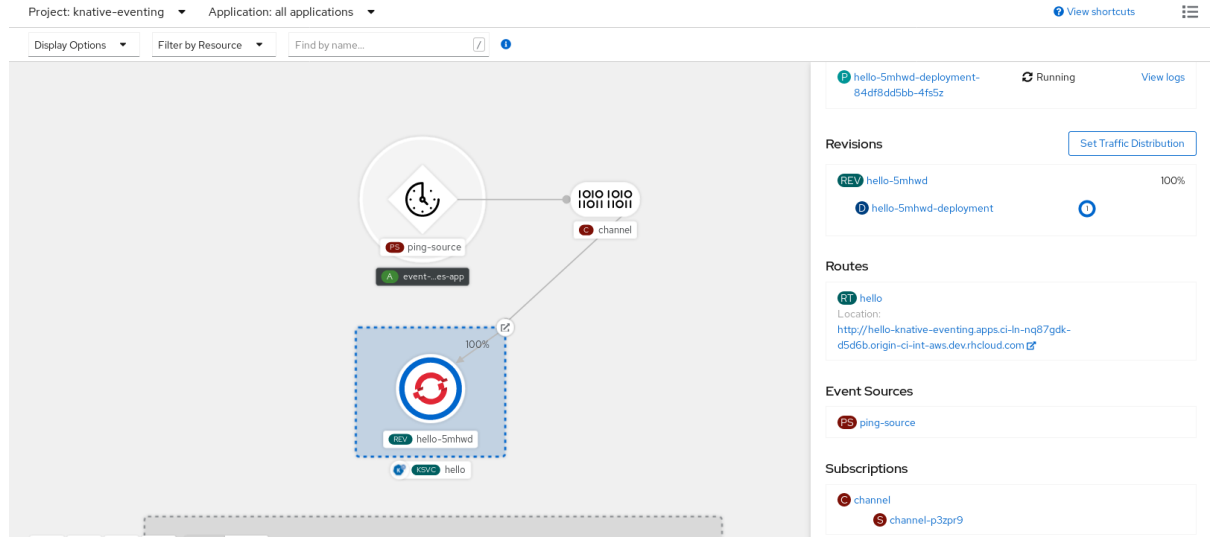 Project: knative-eventing Application: all applications View shortcuts
Display Options Filter by Resource Find by name... /
P hello-5mhwd-deployment- Running View logs
84df8dd5bb-4fs5z
Revisions Set Traffic Distribution
REV hello-5mhwd 100%
D hello-5mhwd-deployment 1
Routes
RT hello
Location:
http://hello-knative-eventing.apps.ci-ln-nq87gdk-
d5d6b.origin-ci-int-aws.dev.rhcloud.com
Event Sources
PS ping-source
Subscriptions
C channel
S channel-p3zpr9
1010 1010
1011 1101
C channel
PS ping-source
A event-...es-app
100%
REV hello-5mhwd
KSVC hello